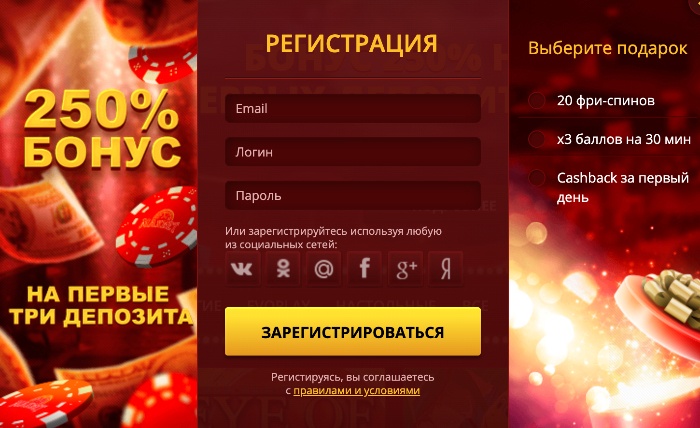 250%
БОНУС
НА ПЕРВЫЕ
ТРИ ДЕПОЗИТА
РЕГИСТРАЦИЯ
Email
Логин
Пароль
Или зарегистрируйтесь используя любую
из социальных сетей:
ЗАРЕГИСТРИРОВАТЬСЯ
Регистрируясь, вы соглашаетесь
с правилами и условиями
Выберите подарок
20 фри-спинов
x3 баллов на 30 мин
Cashback за первый
день